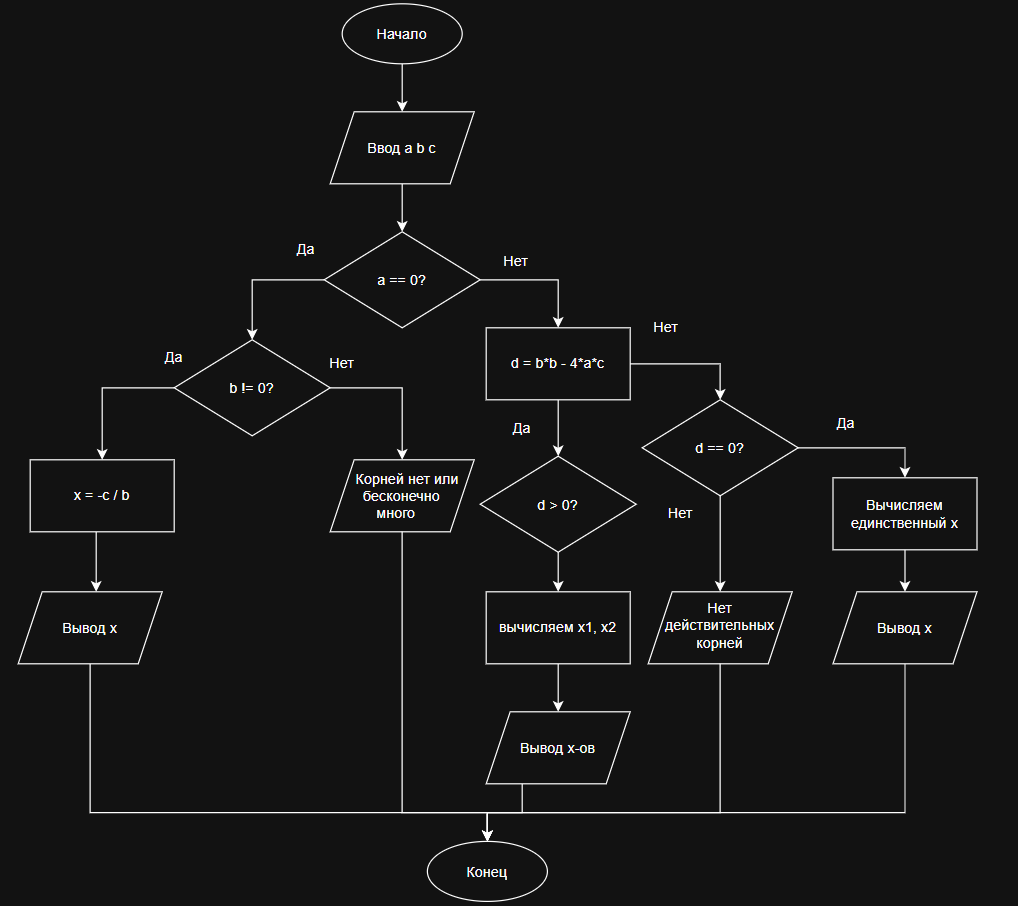 Начало
Ввод a b c
Да
a == 0?
Нет
Да
b != 0?
Нет
d = b*b - 4*a*c
Нет
Да
d == 0?
Да
x = -c / b
Корней нет или
бесконечно
много
d > 0?
Нет
Вычисляем
единственный x
Вывод x
вычисляем x1, x2
Нет
действительных
корней
Вывод x
Вывод x-ов
Конец